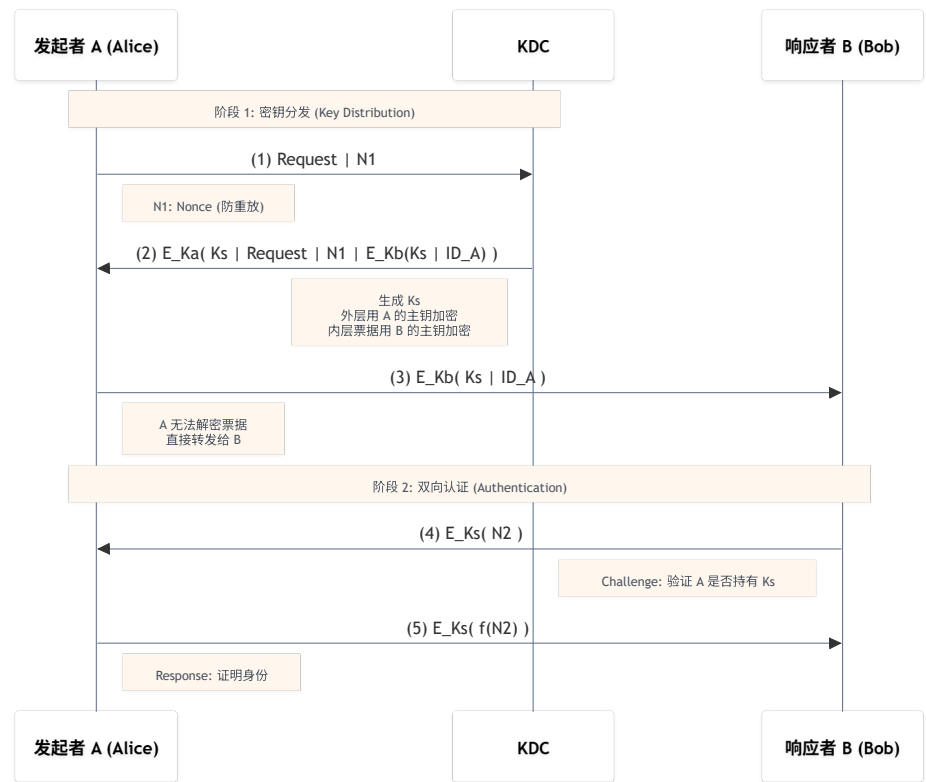 发起者 A (Alice)
KDC
响应者 B (Bob)
阶段 1: 密钥分发 (Key Distribution)
(1) Request | N1
N1: Nonce (防重放)
(2) E_Ka( Ks | Request | N1 | E_Kb(Ks | ID_A) )
生成 Ks
外层用 A 的主钥加密
内层票据用 B 的主钥加密
(3) E_Kb( Ks | ID_A )
A 无法解密票据
直接转发给 B
阶段 2: 双向认证 (Authentication)
(4) E_Ks( N2 )
Challenge: 验证 A 是否持有 Ks
(5) E_Ks( f(N2) )
Response: 证明身份
发起者 A (Alice)
KDC
响应者 B (Bob)